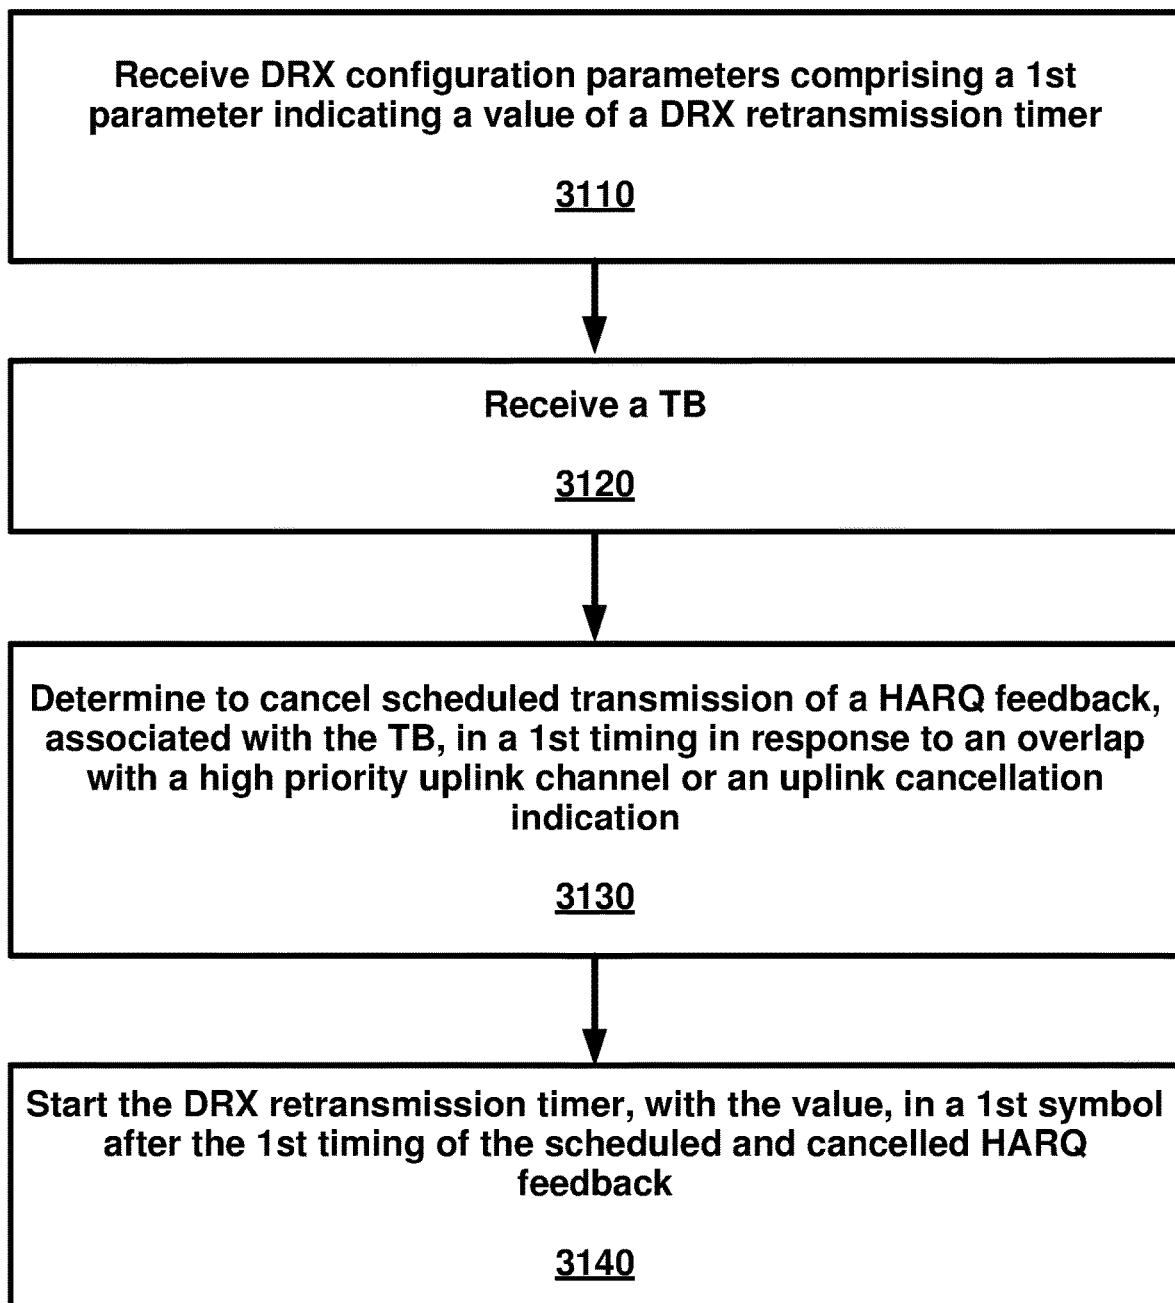 Receive DRX configuration parameters comprising a 1st
parameter indicating a value of a DRX retransmission timer
3110
Receive a TB
3120
Determine to cancel scheduled transmission of a HARQ feedback,
associated with the TB, in a 1st timing in response to an overlap
with a high priority uplink channel or an uplink cancellation
indication
3130
Start the DRX retransmission timer, with the value, in a 1st symbol
after the 1st timing of the scheduled and cancelled HARQ
feedback
3140